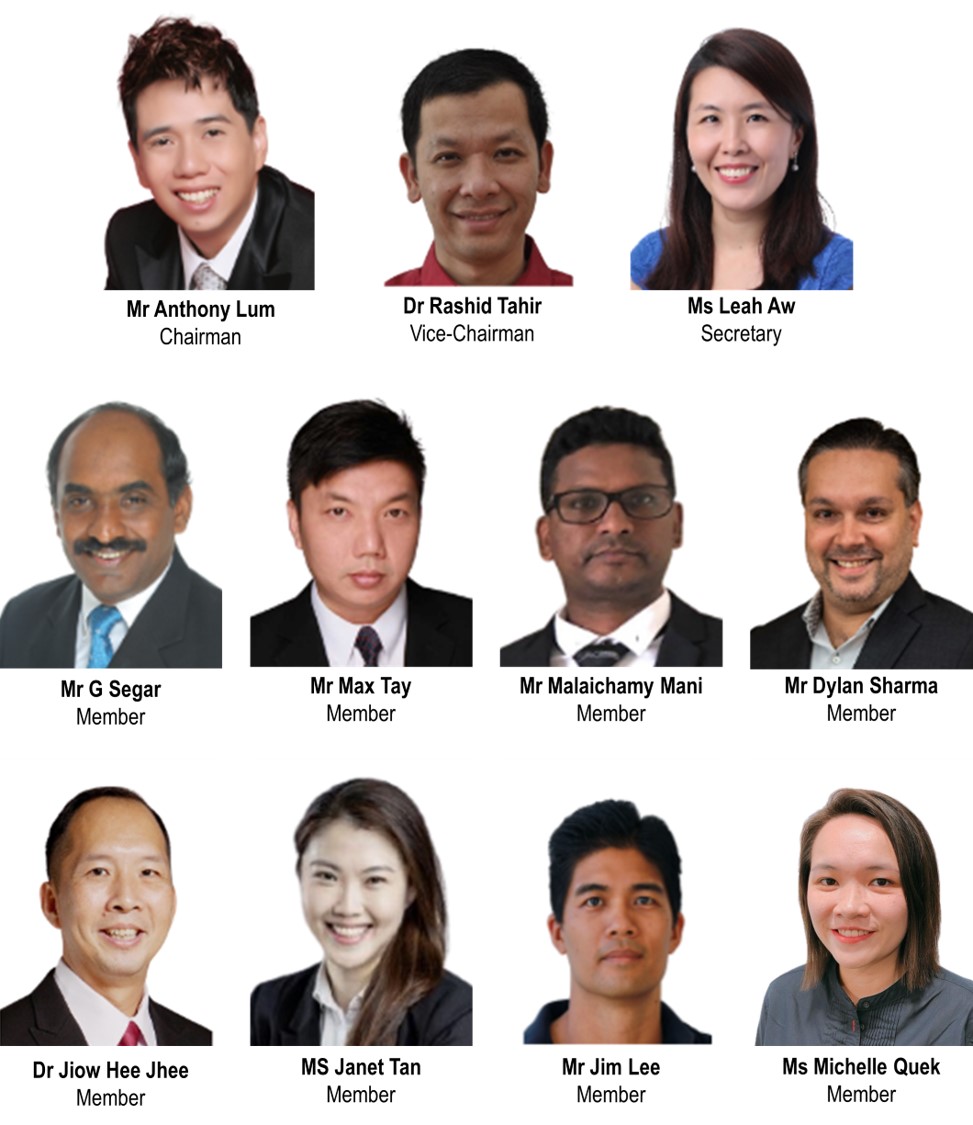 Mr Anthony Lum
Chairman
Dr Rashid Tahir
Vice-Chairman
Ms Leah Aw
Secretary
Mr G Segar
Member
Mr Max Tay
Member
Mr Malaichamy Mani
Member
Mr Dylan Sharma
Member
Dr Jiow Hee Jhee
Member
MS Janet Tan
Member
Mr Jim Lee
Member
Ms Michelle Quek
Member